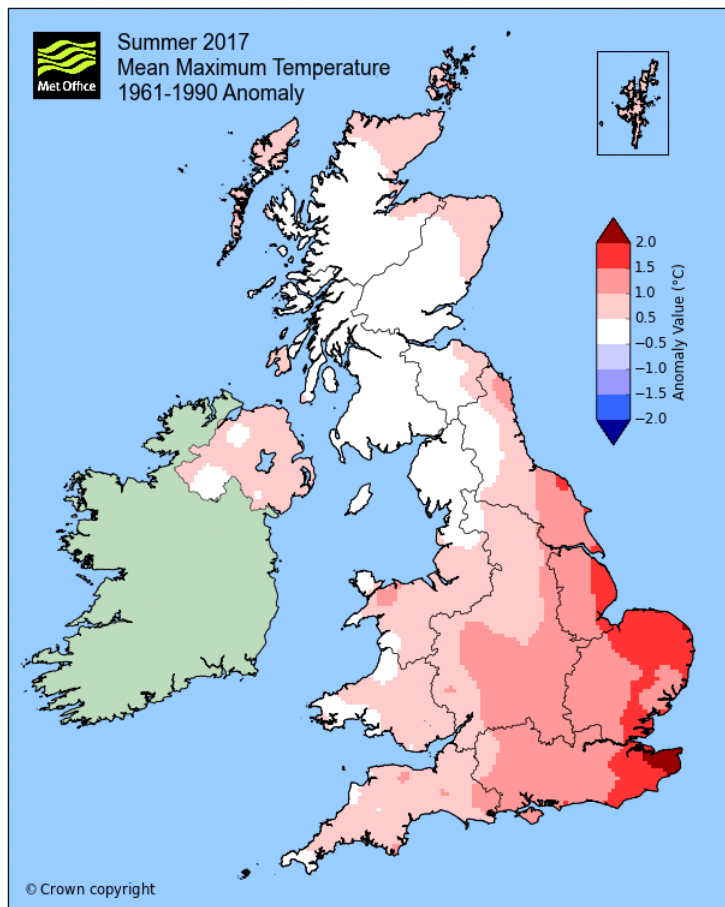 Summer 2017
Mean Maximum Temperature
1961-1990 Anomaly
Met Office
2.0
1.5
1.0
0.5
−0.5
−1.0
−1.5
−2.0
Anomaly Value (°C)
© Crown copyright